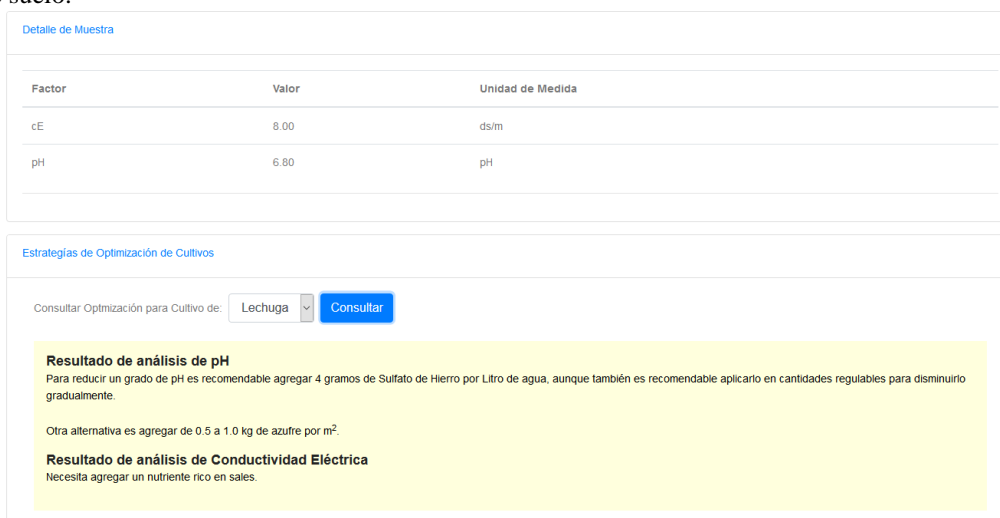 suelo.
Detalle de Muestra
Factor Valor Unidad de Medida
cE 8.00 ds/m
pH 6.80 pH
Estrategías de Optimización de Cultivos
Consultar Optmización para Cultivo de: Lechuga Consultar
Resultado de análisis de pH
Para reducir un grado de pH es recomendable agregar 4 gramos de Sulfato de Hierro por Litro de agua, aunque también es recomendable aplicarlo en cantidades regulables para disminuirlo
gradualmente.
Otra alternativa es agregar de 0.5 a 1.0 kg de azufre por m².
Resultado de análisis de Conductividad Eléctrica
Necesita agregar un nutriente rico en sales.